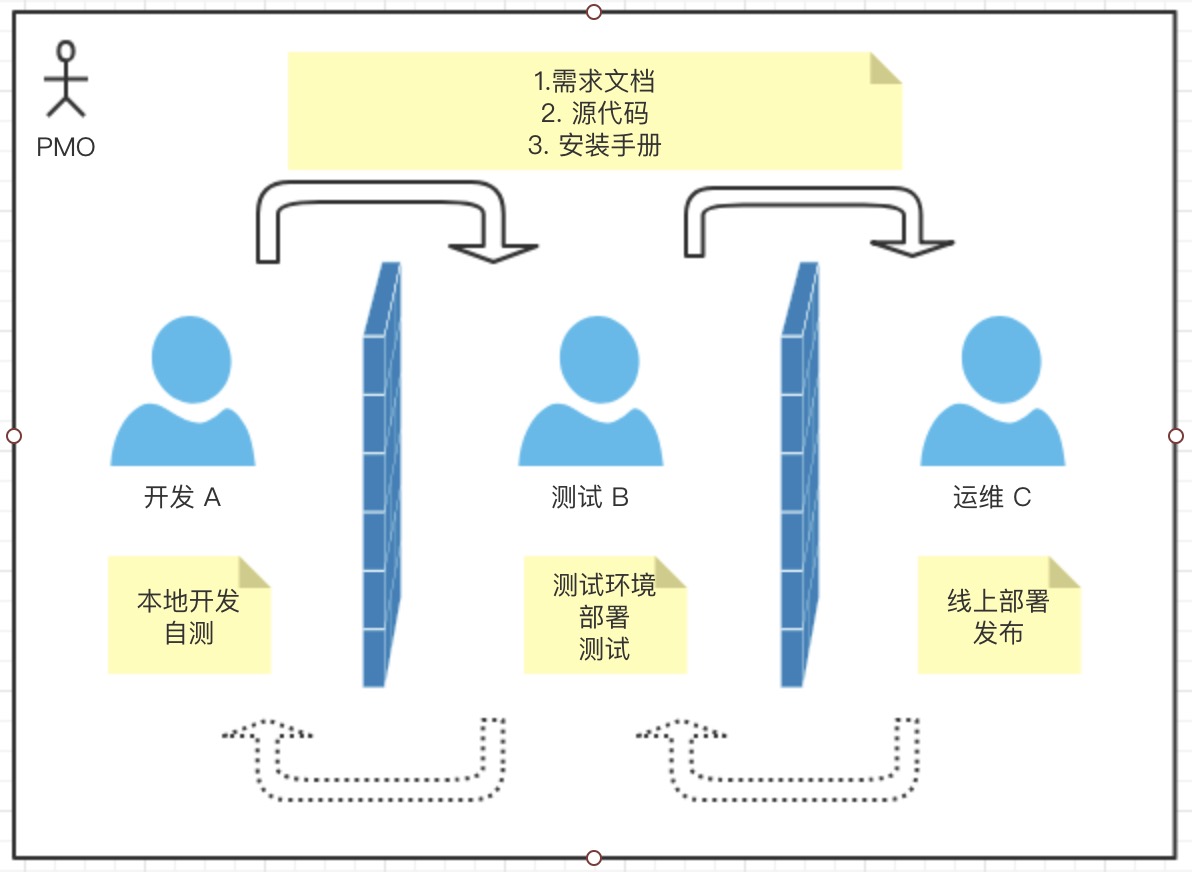 PMO
1.需求文档
2. 源代码
3. 安装手册
开发 A
测试 B
运维 C
本地开发
自测
测试环境
部署
测试
线上部署
发布